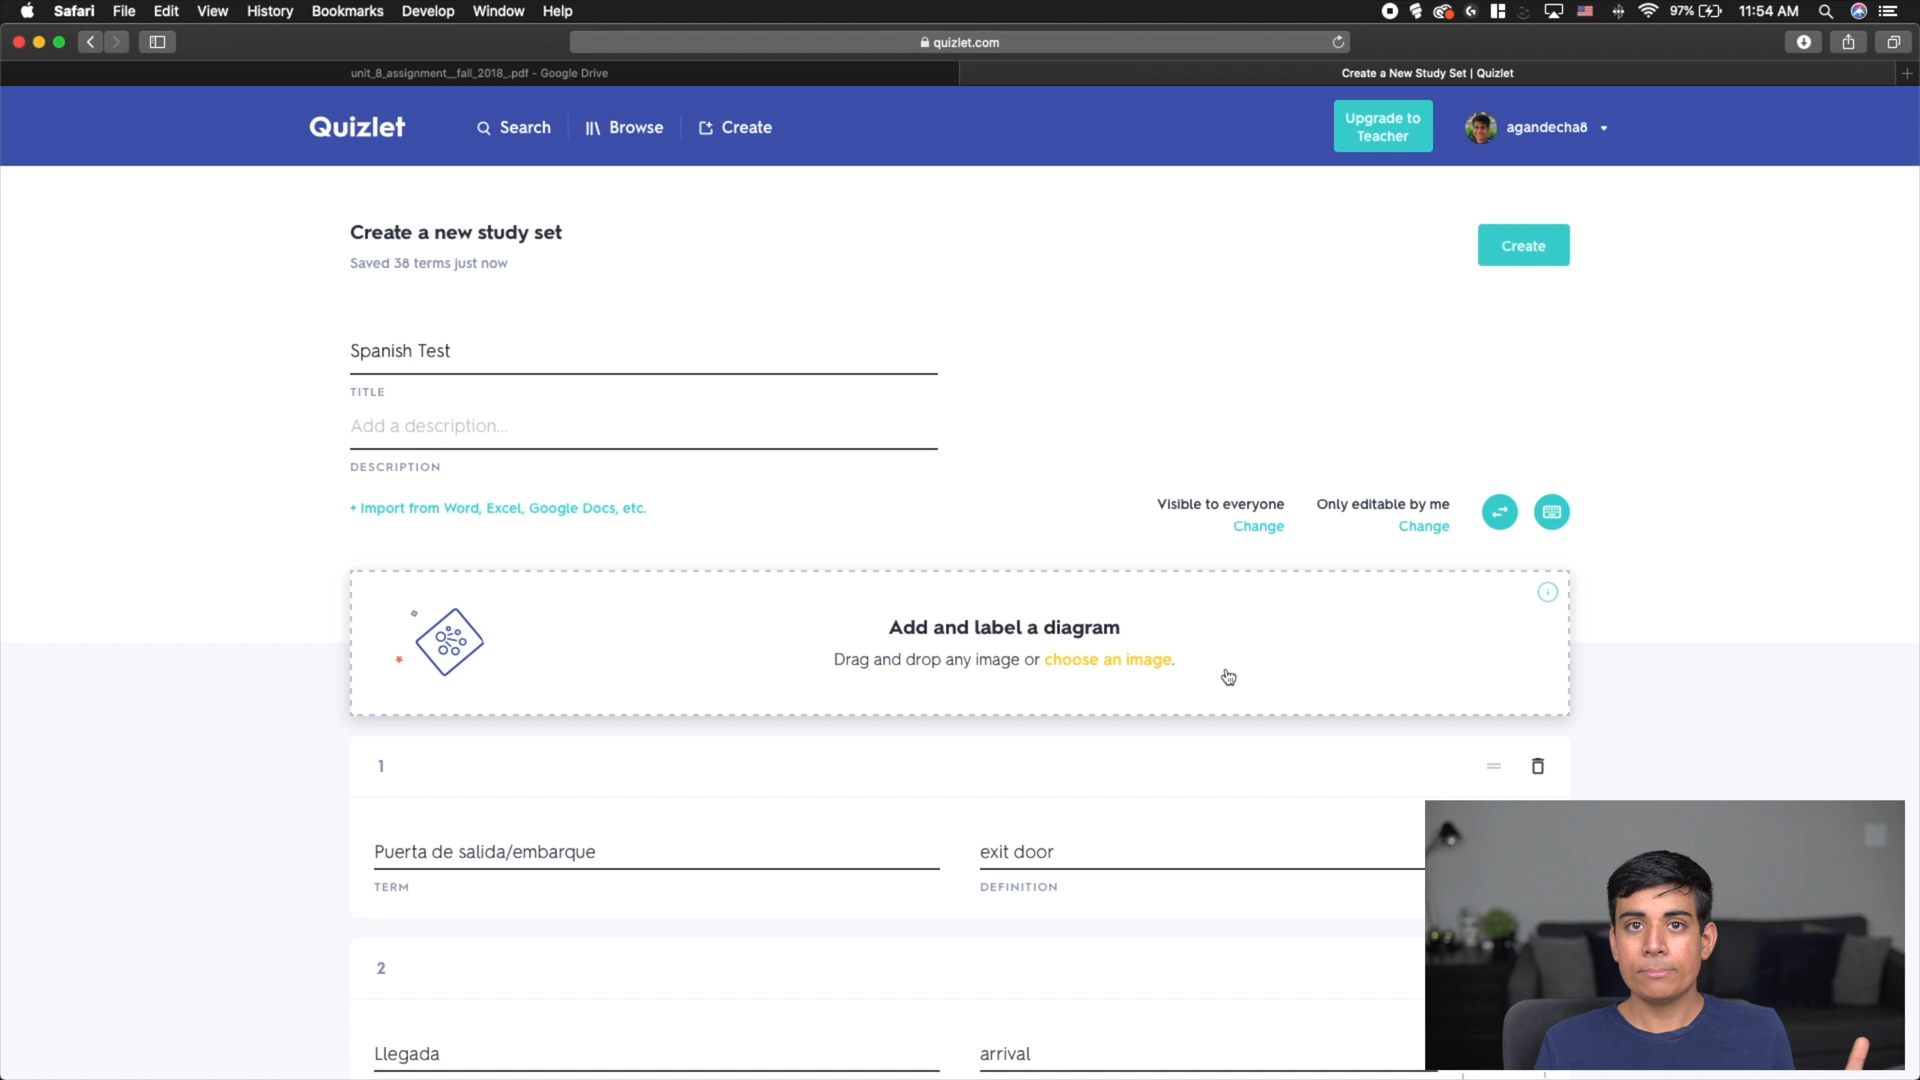 Safari File Edit View History Bookmarks Develop Window Help 97% 11:54 AM
quizlet.com
unit_8_assignment__fall_2018_.pdf - Google Drive
Create a New Study Set | Quizlet
Quizlet
Search
Browse
Create
Upgrade to
Teacher
agandecha8
Create a new study set
Create
Saved 38 terms just now
Spanish Test
TITLE
Add a description...
DESCRIPTION
+ Import from Word, Excel, Google Docs, etc.
Visible to everyone
Change
Only editable by me
Change
Add and label a diagram
Drag and drop any image or choose an image.
1
Puerta de salida/embarque
TERM
exit door
DEFINITION
2
Llegada
arrival